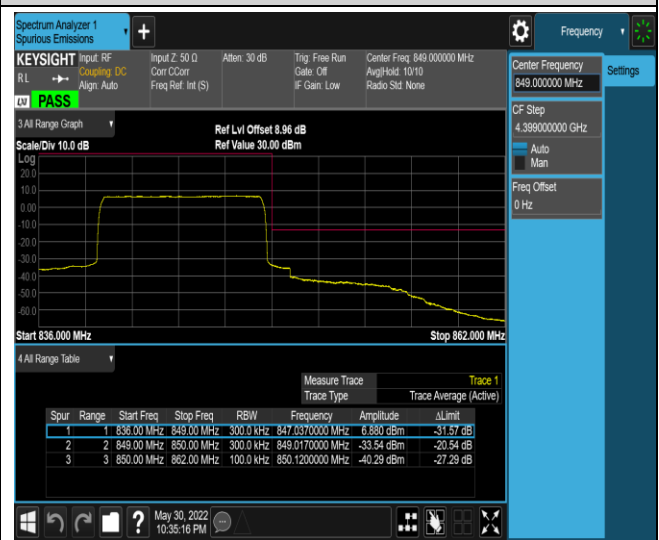 Spectrum Analyzer 1
Spurious Emissions
+
Frequency
KEYSIGHT Input: RF Input Z: 50 Ω Atten: 30 dB Trig: Free Run Center Freq: 849.000000 MHz
RL Coupling: DC Corr CCorr Gate: Off Avg|Hold: 10/10
Align: Auto Freq Ref: Int (S) IF Gain: Low Radio Std: None
LXI PASS
Center Frequency
849.000000 MHz
Settings
CF Step
4.399000000 GHz
Auto
Man
Freq Offset
0 Hz
3 All Range Graph
Ref Lvl Offset 8.96 dB
Scale/Div 10.0 dB Ref Value 30.00 dBm
Log
20.0
10.0
0.00
-10.0
-20.0
-30.0
-40.0
-50.0
-60.0
Start 836.000 MHz Stop 862.000 MHz
4 All Range Table
Measure Trace Trace 1
Trace Type Trace Average (Active)
Spur Range Start Freq Stop Freq RBW Frequency Amplitude ΔLimit
1 1 836.00 MHz 849.00 MHz 300.0 kHz 847.0370000 MHz 6.880 dBm -31.57 dB
2 2 849.00 MHz 850.00 MHz 300.0 kHz 849.0170000 MHz -33.54 dBm -20.54 dB
3 3 850.00 MHz 862.00 MHz 100.0 kHz 850.1200000 MHz -40.29 dBm -27.29 dB
? May 30, 2022
10:35:16 PM